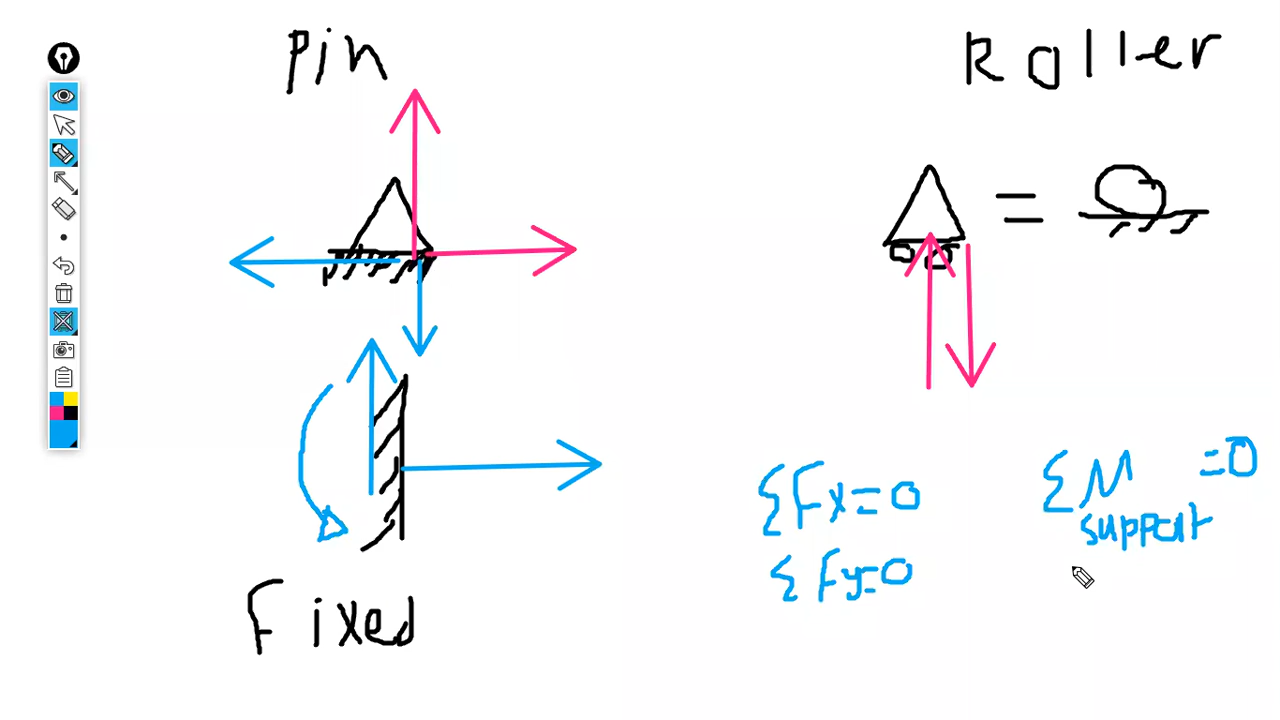 Pin
Roller
=
ΣFx=0
ΣFy=0
ΣM support =0
Fixed